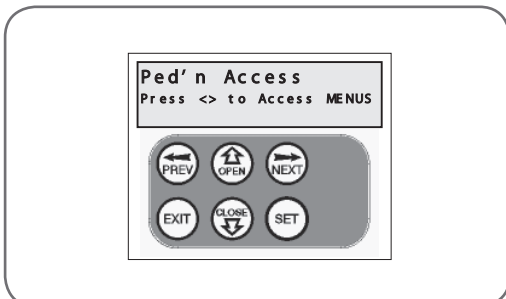 Ped'n Access
Press <> to Access MENUS
PREV OPEN NEXT
EXIT CLOSE SET